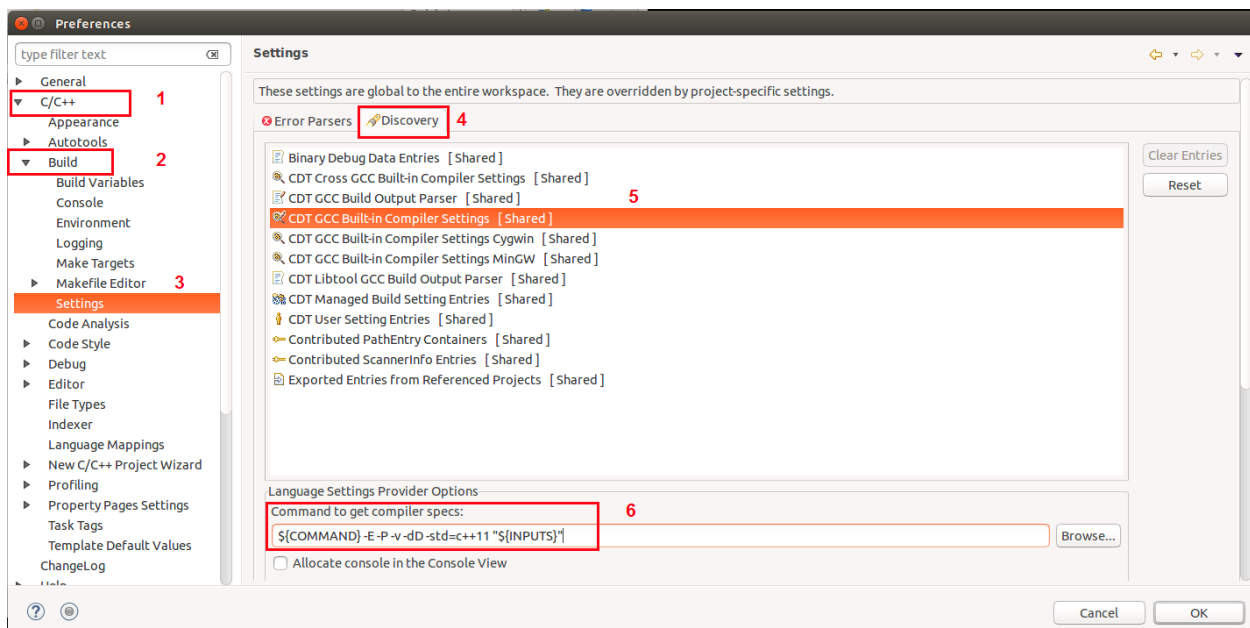 Preferences
type filter text
Settings
General
C/C++
1
Appearance
Autotools
Build
2
Build Variables
Console
Environment
Logging
Make Targets
Makefile Editor
3
Settings
Code Analysis
Code Style
Debug
Editor
File Types
Indexer
Language Mappings
New C/C++ Project Wizard
Profiling
Property Pages Settings
Task Tags
Template Default Values
ChangeLog
These settings are global to the entire workspace. They are overridden by project-specific settings.
Error Parsers
Discovery
4
Binary Debug Data Entries [ Shared ]
CDT Cross GCC Built-in Compiler Settings [ Shared ]
CDT GCC Build Output Parser [ Shared ]
5
CDT GCC Built-in Compiler Settings [ Shared ]
CDT GCC Built-in Compiler Settings Cygwin [ Shared ]
CDT GCC Built-in Compiler Settings MinGW [ Shared ]
CDT Libtool GCC Build Output Parser [ Shared ]
CDT Managed Build Setting Entries [ Shared ]
CDT User Setting Entries [ Shared ]
Contributed PathEntry Containers [ Shared ]
Contributed ScannerInfo Entries [ Shared ]
Exported Entries from Referenced Projects [ Shared ]
Clear Entries
Reset
Language Settings Provider Options
Command to get compiler specs:
6
${COMMAND} -E -P -v -dD -std=c++11 "${INPUTS}"
Browse...
Allocate console in the Console View
Cancel
OK